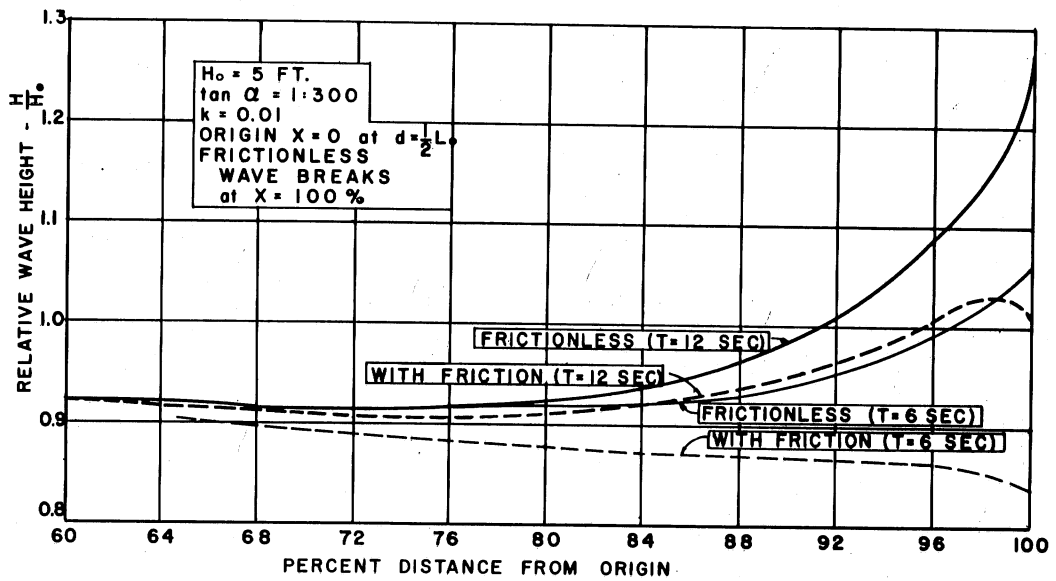 1.3
1.2
1.1
1.0
0.9
0.8
RELATIVE WAVE HEIGHT - H/H₀
H₀ = 5 FT.
tan α = 1:300
k = 0.01
ORIGIN X=0 at d=½L₀
FRICTIONLESS
WAVE BREAKS
at X= 100 %
FRICTIONLESS (T=12 SEC)
WITH FRICTION (T=12 SEC)
FRICTIONLESS (T=6 SEC)
WITH FRICTION (T=6 SEC)
60 64 68 72 76 80 84 88 92 96 100
PERCENT DISTANCE FROM ORIGIN